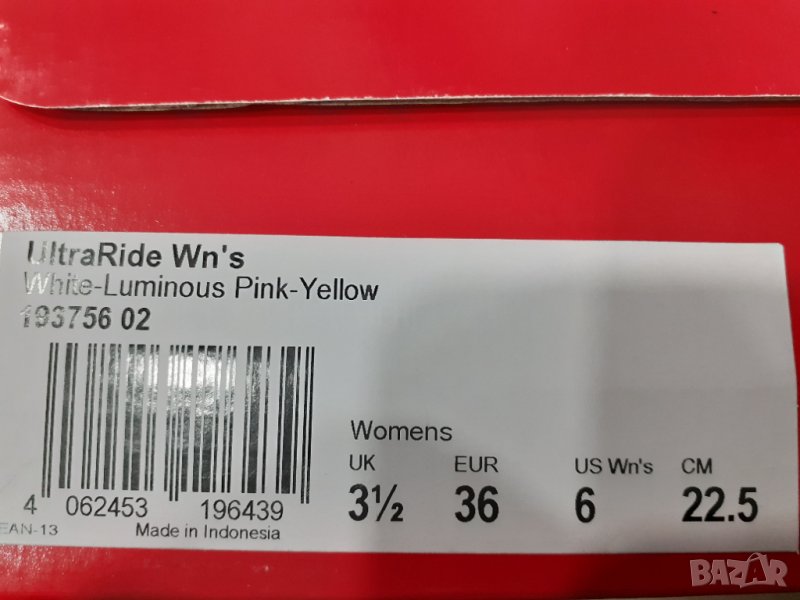 UltraRide Wn's
White-Luminous Pink-Yellow
193756 02
Womens
UK EUR US Wn's CM
3½ 36 6 22.5
4 062453 196439
EAN-13 Made in Indonesia
BAZAR